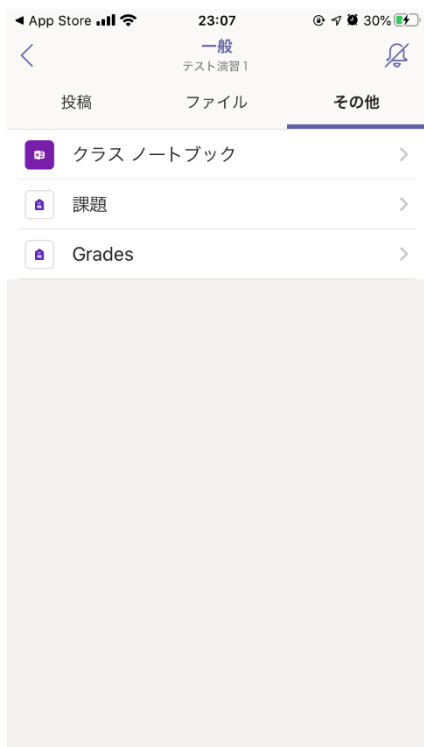 App Store 23:07 30%
一般
テスト演習 1
投稿 ファイル その他
クラス ノートブック
課題
Grades